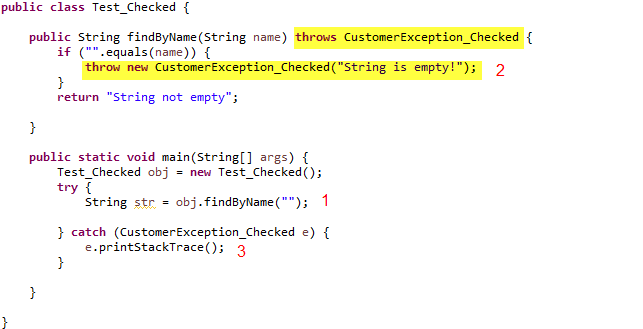 public class Test_Checked {
public String findByName(String name) throws CustomerException_Checked {
if ("".equals(name)) {
throw new CustomerException_Checked("String is empty!"); 2
}
return "String not empty";
}
public static void main(String[] args) {
Test_Checked obj = new Test_Checked();
try {
String str = obj.findByName(""); 1
} catch (CustomerException_Checked e) {
e.printStackTrace(); 3
}
}
}